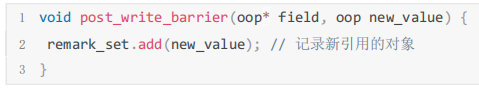 1 void post_write_barrier(oop* field, oop new_value) {
2 remark_set.add(new_value); // 记录新引用的对象
3 }